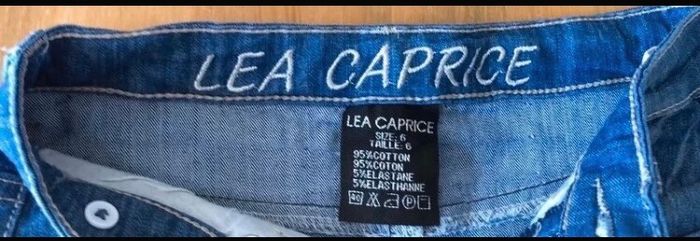 LEA CAPRICE
LEA CAPRICE
SIZE: 6
TAILLE: 6
95%COTTON
95%COTON
5%ELASTANE
5%ELASTHANNE